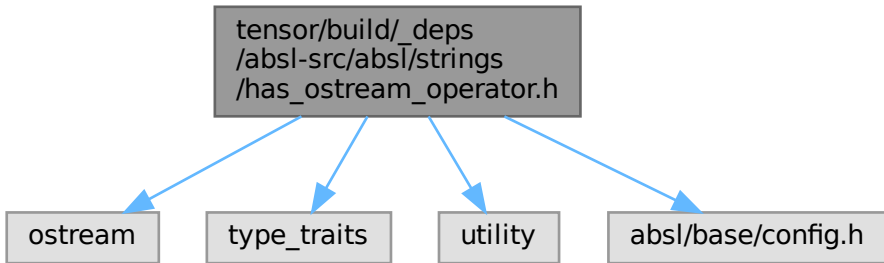 tensor/build/_deps
/absl-src/absl/strings
/has_ostream_operator.h
ostream
type_traits
utility
absl/base/config.h